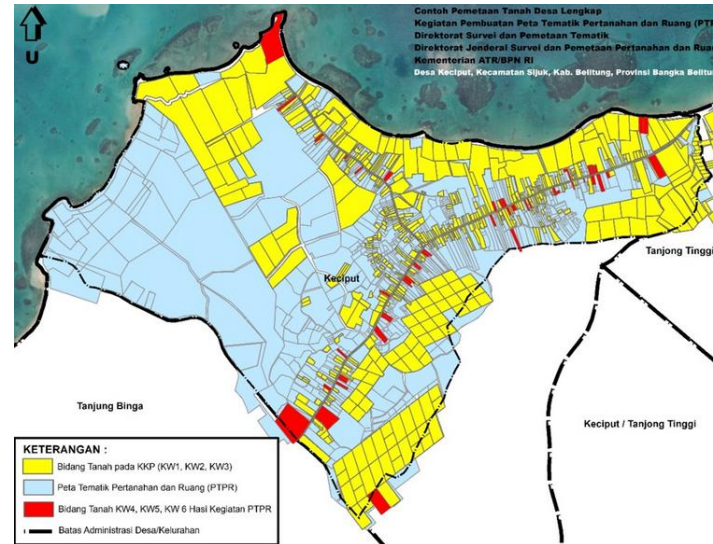 Contoh Pemetaan Tanah Desa Lengkap
Kegiatan Pembuatan Peta Tematik Pertanahan dan Ruang (PTP
Direktorat Survei dan Pemetaan Tematik
Direktorat Jenderal Survei dan Pemetaan Pertanahan dan Rua
Kementerian ATR/BPN RI
Desa Keciput, Kecamatan Sijuk, Kab. Belitung, Provinsi Bangka Belitun
U
Tanjong Tinggi
Keciput
Tanjung Binga
Keciput / Tanjong Tinggi
KETERANGAN :
Bidang Tanah pada KKP (KW1, KW2, KW3)
Peta Tematik Pertanahan dan Ruang (PTPR)
Bidang Tanah KW4, KW5, KW 6 Hasi Kegiatan PTPR
Batas Administrasi Desa/Kelurahan